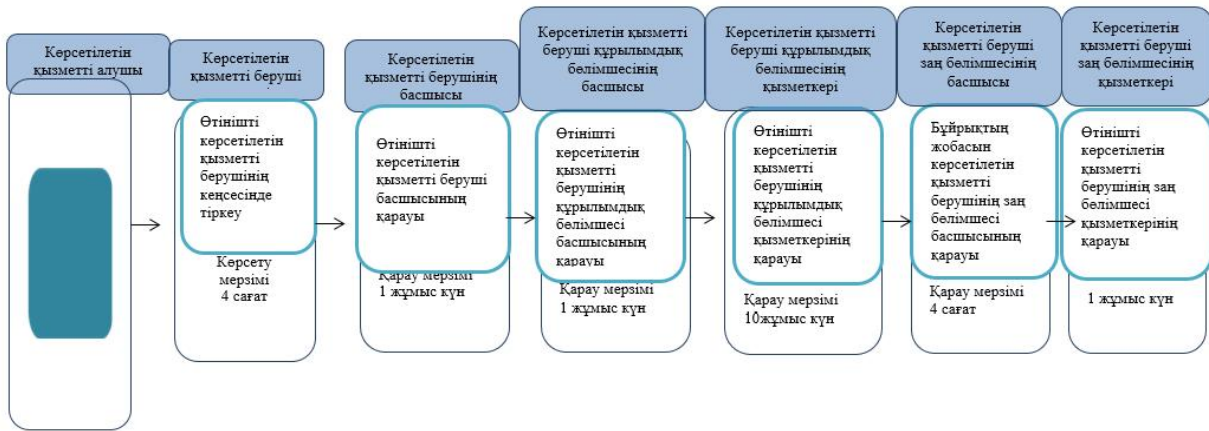 Көрсетілетін
қызметті алушы
Көрсетілетін
қызметті беруші
Көрсетілетін
қызметті берушінің
басшысы
Көрсетілетін қызметті
беруші құрылымдық
бөлімшесінің
басшысы
Көрсетілетін қызметті
беруші құрылымдық
бөлімшесінің
қызметкері
Көрсетілетін
қызметті беруші
заң бөлімшесінің
басшысы
Көрсетілетін
қызметті беруші
заң бөлімшесінің
қызметкері
Өтінішті
көрсетілетін
қызметті
берушінің
кеңсесінде
тіркеу
Көрсету
мерзімі
4 сағат
Өтінішті
көрсетілетін
қызметті беруші
басшысының
қарауы
Қарау мерзімі
1 жұмыс күн
Өтінішті
көрсетілетін
қызметті
берушінің
құрылымдық
бөлімшесі
басшысының
қарауы
Қарау мерзімі
1 жұмыс күн
Өтінішті
көрсетілетін
қызметті
берушінің
құрылымдық
бөлімшесі
қызметкерінің
қарауы
Қарау мерзімі
10жұмыс күн
Бұйрықтың
жобасын
көрсетілетін
қызметті
берушінің заң
бөлімшесі
басшысының
қарауы
Қарау мерзімі
4 сағат
Өтінішті
көрсетілетін
қызметті
берушінің заң
бөлімшесі
қызметкерінің
қарауы
1 жұмыс күн